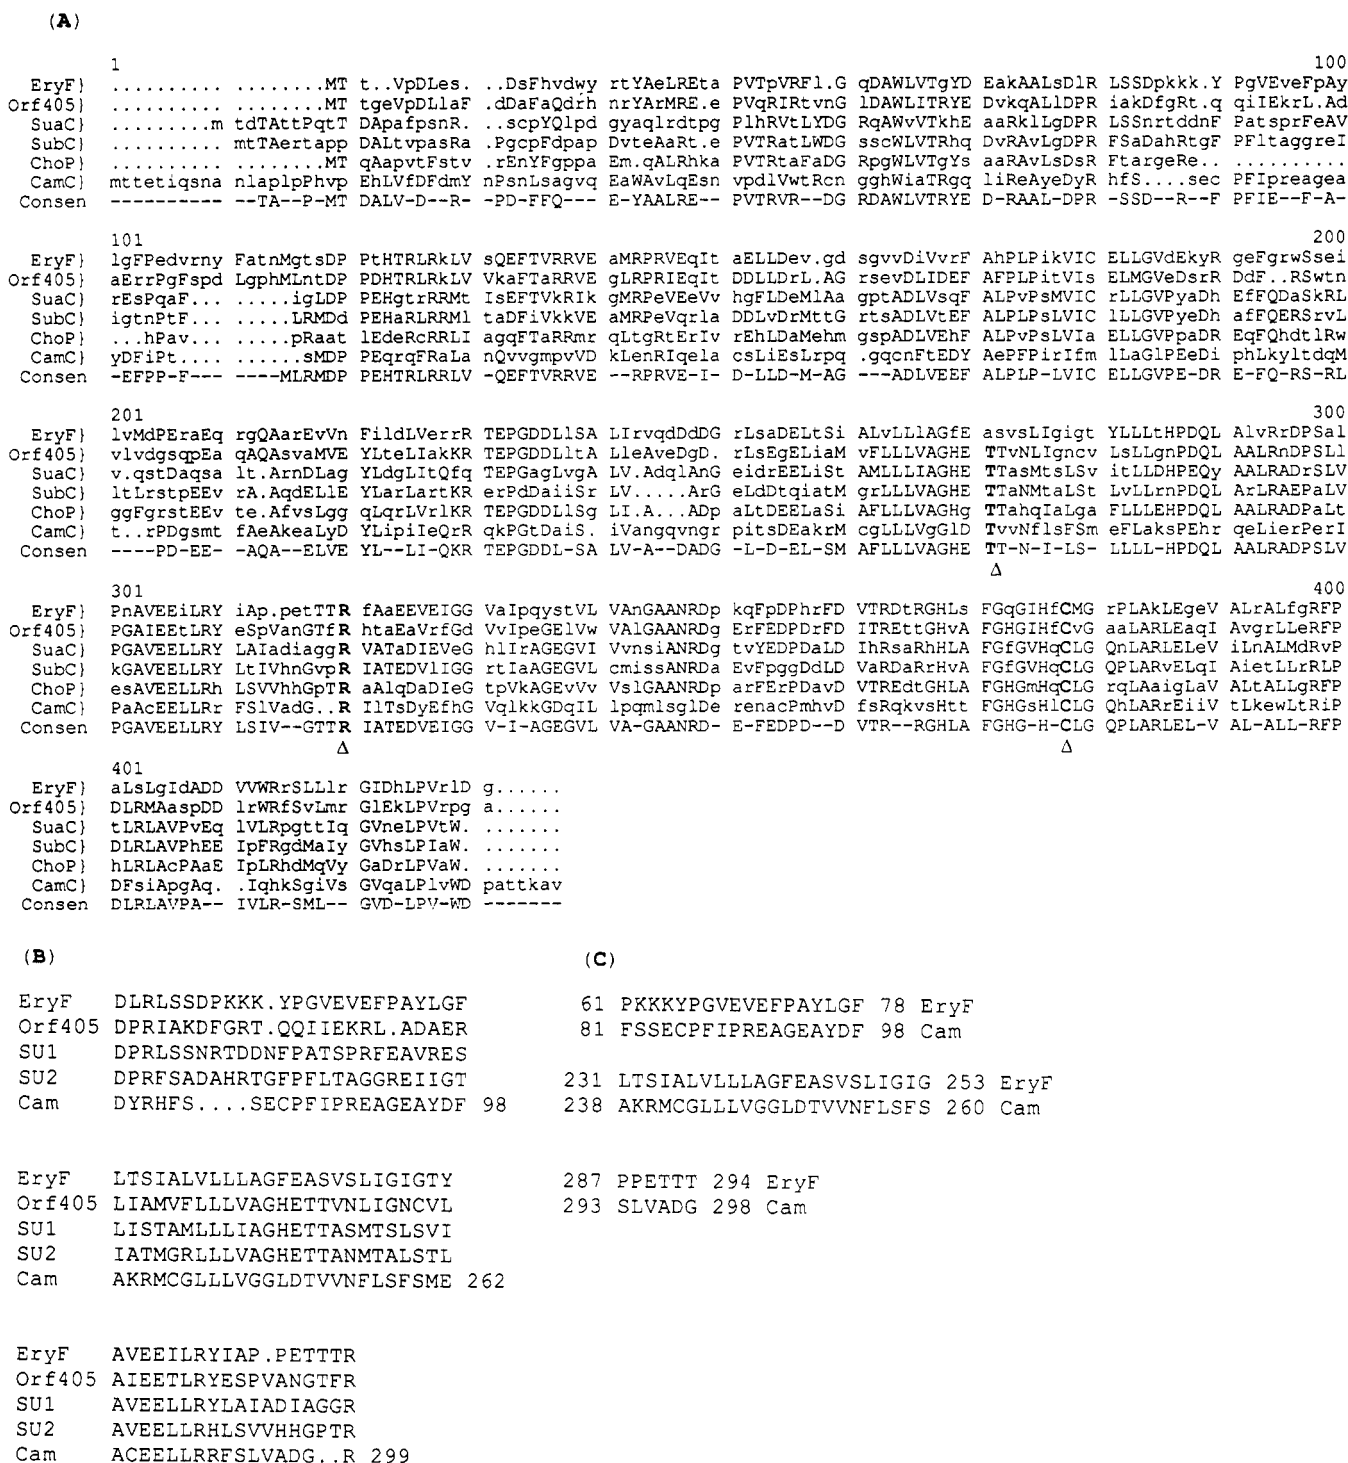 (A)
1 100
EryF} .......... ........MT t..VpDLes. ..DsFhvdwy rtYAeLREta PVTpVRFl.G qDAWLVTgYD EakAALsDlR LSSDpkkk.Y PgVEveFpAy
Orf405} .......... ........MT tgeVpDLlaF .dDaFaQdrh nrYArMRE.e PVqRIRtvnG lDAWLITRYE DvkqALlDPR iakDfgRt.q qiIEkrL.Ad
SuaC} .........m tdTAttPqtT DApafpsnR. ..scpYQlpd gyaqlrdtpg PlhRVtLYDG RqAWvVTkhE aaRklLgDPR LSSnrtddnF PatsprFeAV
SubC} .......... mtTAertapp DALtvpasRa .PgcpFdpap DvteAaRt.e PVTRatLWDG sscWLVTRhq DvRAvLgDPR FSaDahRtgF PFltaggreI
ChoP} .......... ........MT qAapvtFstv .rEnYFgppa Em.qALRhka PVTRtaFaDG RpgWLVTgYs aaRAvLsDSR FtargeRe.. ..........
CamC} mttetiqsna nlaplpPhvp EHLVfDFdmY nPsnLsagvq EaWAvLqEsn vpdlVwtRcn gghWiaTRgq liReAyeDyR hfS....sec PFIpreagea
Consen ---------- --TA--P-MT DALV-D--R- -PD-FFQ--- E-YAALRE-- PVTRVR--DG RDAWLVTRYE D-RAAL-DPR -SSD--R--F PFIE--F-A-
101 200
EryF} lgFPedvrny FatnMgtsDP PtHTRLRkLV sQEFTVRRVE aMRPRVEqIt aELLDev.gd sgvvDiVvrF AhPLPikVIC ELLGVdEkyR geFgrwSsei
Orf405} aErrPgFspd LgphMLntDP PDHTRLRkLV vkaFTaRRVE gMRPRVEqIt DDLLDrL.Ag rsevDLIDEF AFPLPitVIs ELMGVeDsrR DdF..RSwtn
SuaC} rEsPqaF... ......igLDP PEHgtrRRMt IsEFTVkRIk gMRPeVEeVv hgFLDeMlAa gptADLVsqF ALPvPsMVIC rLLGVPyaDh EfFQDaSkRL
SubC} igtnPtF... .....LRMDd PEHaRLRRMl taDFiVkkVE aMRPeVqrla DDLvDrMttG rtsADLVtEF ALPLPsLVIC lLLGVPyeDh afFQERSrvL
ChoP} ...hPav... ....pRaatl EDeRcRRLI agqFTaRRmr qLtgRtErIv rEHLDaMehm gspADLVEhF ALPvPsLVIa ELLGVPpaDR EqFQhdtlRw
CamC} yDFiPt.... ......sMDP PEqrqFRaLa nQvvgmpvVD kLenRIqela csLiEsLrpq .gqcnFtEDY AePFPirIFm lLaGlPEeDi phLkyltdqM
Consen -EFPP-F--- ----MLRMDP PEHTRLRRLV -QEFTVRRVE --RPRVE-I- D-LLD-M-AG ---ADLVEEF ALPLP-LVIC ELLGVPE-DR E-FQ-RS-RL
201 300
EryF} lvMdPEraEq rgQAarEvVn FildLVerrR TEPGDDLlSA LIrvqdDdDG rLsaDELtSi ALvLLlAGfE asvsLIgigt YLLLtHPDQL AlvRrDPSal
Orf405} vlvdgsqpEa qAQAsvaMVE YLteLIAkKR TEPGDDLltA LleAveDgD. rLsEgELiaM vFLLLVAGHE TTvNLIgncv lsLLgnPDQL AALRnDPSLl
SuaC} v.qstDaqsa lt.ArnDLag YLdgLItQfq TEPGagLvgA LV.AdqlAnG eidrEELiSt AMLLLIAGHE TTasMtsLSv itLLDHPEQy AALRADrSLV
SubC} ltLrstpEEv rA.AqdELlE YLarLArtKR erPdDaiiSr LV.....ArG eLdDtqiatM grLLLVAGHE TTaNMtaLSt LvLLrnPDQL ArLRAEPaLV
ChoP} ggFgrstEEv te.Afvslgg qLqrLVrlKR TEPGDDLlSg LI.A...ADpa LtDEELaSi AFLLLVAGHE TTahqIaLga FLLLEHPDQL AALRADPaLV
CamC} t..rPDgsmt fAeAkeaLyD YLipiIeQrR qkPGtDaiS. iVangqvngr pitsDEakrM cgLLLVgGlD TvvNflsFSm eFLaksPEhr qeLierPerI
Consen ----PD-EE- -AQA--ELVE YL--LI-QKR TEPGDDL-SA LV-A--DADG -L-D-EL-SM AFLLLVAGHE TT-N-I-LS- LLLL-HPDQL AALRADPSLV
Δ
301 400
EryF} PnAVEEiLRY iAp.petTTR fAaEEVEIGG VaIpqystVL VAnGAANRDp kqFpDPhrFD VTRDtRGHLs FGqGIHfCMG rPLAkLEgeV ALrALfgRFP
Orf405} PGAIEEtLRY eSpVanGTfR htaEaVrfGd VvIpeGElVw VAlGAANRDg ErFEDPDrFD ITREttGHvA FGHGIHfCvG aaLARLEaqI AvgrLLeRFP
SuaC} PGAVEELLRY LAIadiaggR VATaDIEVeG hlIrAGEGVI VvnsiANRDg tvYEDPDaLD IhRsaRhHLA FGfGVHqCLG QnLARLELeV iLnALMdRvP
SubC} kGAVEELLRY LtIVhnGvpR IATEDVlIGG rtIaAGEGVL cmissANRDa EvFpggDdLD VaRDaRrHvA FGfGVHqCLG QPLARvELqI AietLLrRLP
ChoP} esAVEELLRh LSVVhhGpTR aAlqDaDIeG tpVkAGEvVv VslGAANRDp arFErPDavD VTREdtGHLA FGHGmHqCLG rqLAaigLaV ALtALLgRFP
CamC} PaAcEELLRr FSlVadG..R IlTsDyEfhG VqlkkGDqIL lpqmlsglDe renacPmhvD fsRqkvsHtt FGHGsHlCLG QhLARrEiiV tLkewLtRiP
Consen PGAVEELLRY LSIV--GTTR IATEDVEIGG V-I-AGEGVL VA-GAANRD- E-FEDPD--D VTR--RGHLA FGHG-H-CLG QPLARLEL-V AL-ALL-RFP
Δ Δ
401
EryF} aLsLgIdADD VVWRrSLLlr GIDhLPVrlD g......
Orf405} DLRMAaspDD lrWRfSvLmr GlEkLPVrpg a......
SuaC} tLRLAVPvEq lVLRpgttIq GVneLPVtW. .......
SubC} DLRLAVPhEE IpFRgdMaIy GVhsLPIaW. .......
ChoP} hLRLAcPAaE IpLRhdMqVy GaDrLPVaW. .......
CamC} DFsiApgAq. .IqhkSgiVs GVqaLPlvWD pattkav
Consen DLRLAVPA-- IVLR-SML-- GVD-LPV-WD -------
(B)
EryF DLRLSSDPKKK.YPGVEVEFPAYLGF
Orf405 DPRIAKDFGRT.QQIIEKRL.ADAER
SU1 DPRLSSNRTDDNFPATSPRFEAVRES
SU2 DPRFSADAHRTGFPFLTAGGREIIGT
Cam DYRHFS....SECPFIPREAGEAYDF 98
EryF LTSIALVLLLAGFEASVSLIGIGTY
Orf405 LIAMVFLLLVAGHETTVNLIGNCVL
SU1 LISTAMLLLIAGHETTASMTSLSVI
SU2 IATMGRLLLVAGHETTANMTALSTL
Cam AKRMCGLLLVGGLDTVVNFLSFSME 262
EryF AVEEILRYIAP.PETTTR
Orf405 AIEETLRYESPVANGTFR
SU1 AVEELLRYLAIADIAGGR
SU2 AVEELLRHLSVVHHGPTR
Cam ACEELLRRFSLVADG..R 299
(C)
61 PKKKYPGVEVEFPAYLGF 78 EryF
81 FSSECPFIPREAGEAYDF 98 Cam
231 LTSIALVLLLAGFEASVSLIGIG 253 EryF
238 AKRMCGLLLVGGLDTVVNFLSFS 260 Cam
287 PPETTT 294 EryF
293 SLVADG 298 Cam